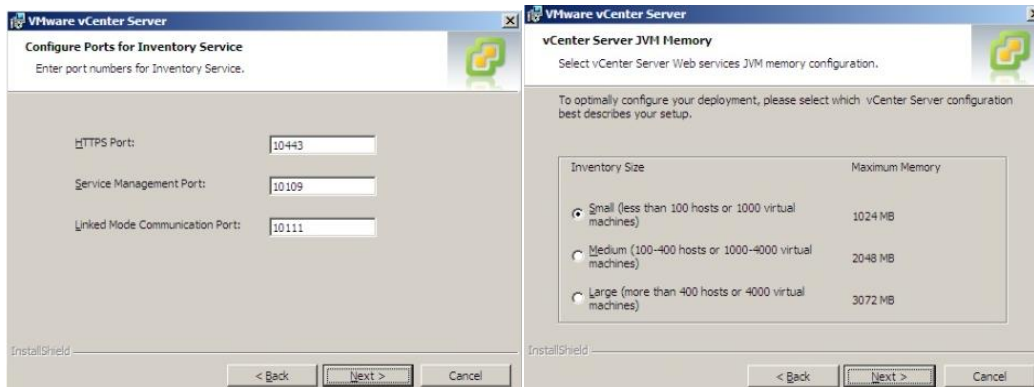 VMware vCenter Server
Configure Ports for Inventory Service
Enter port numbers for Inventory Service.
HTTPS Port:
10443
Service Management Port:
10109
Linked Mode Communication Port:
10111
InstallShield
< Back
Next >
Cancel
VMware vCenter Server
vCenter Server JVM Memory
Select vCenter Server Web services JVM memory configuration.
To optimally configure your deployment, please select which vCenter Server configuration
best describes your setup.
Inventory Size
Maximum Memory
Small (less than 100 hosts or 1000 virtual
machines)
1024 MB
Medium (100-400 hosts or 1000-4000 virtual
machines)
2048 MB
Large (more than 400 hosts or 4000 virtual
machines)
3072 MB
InstallShield
< Back
Next >
Cancel